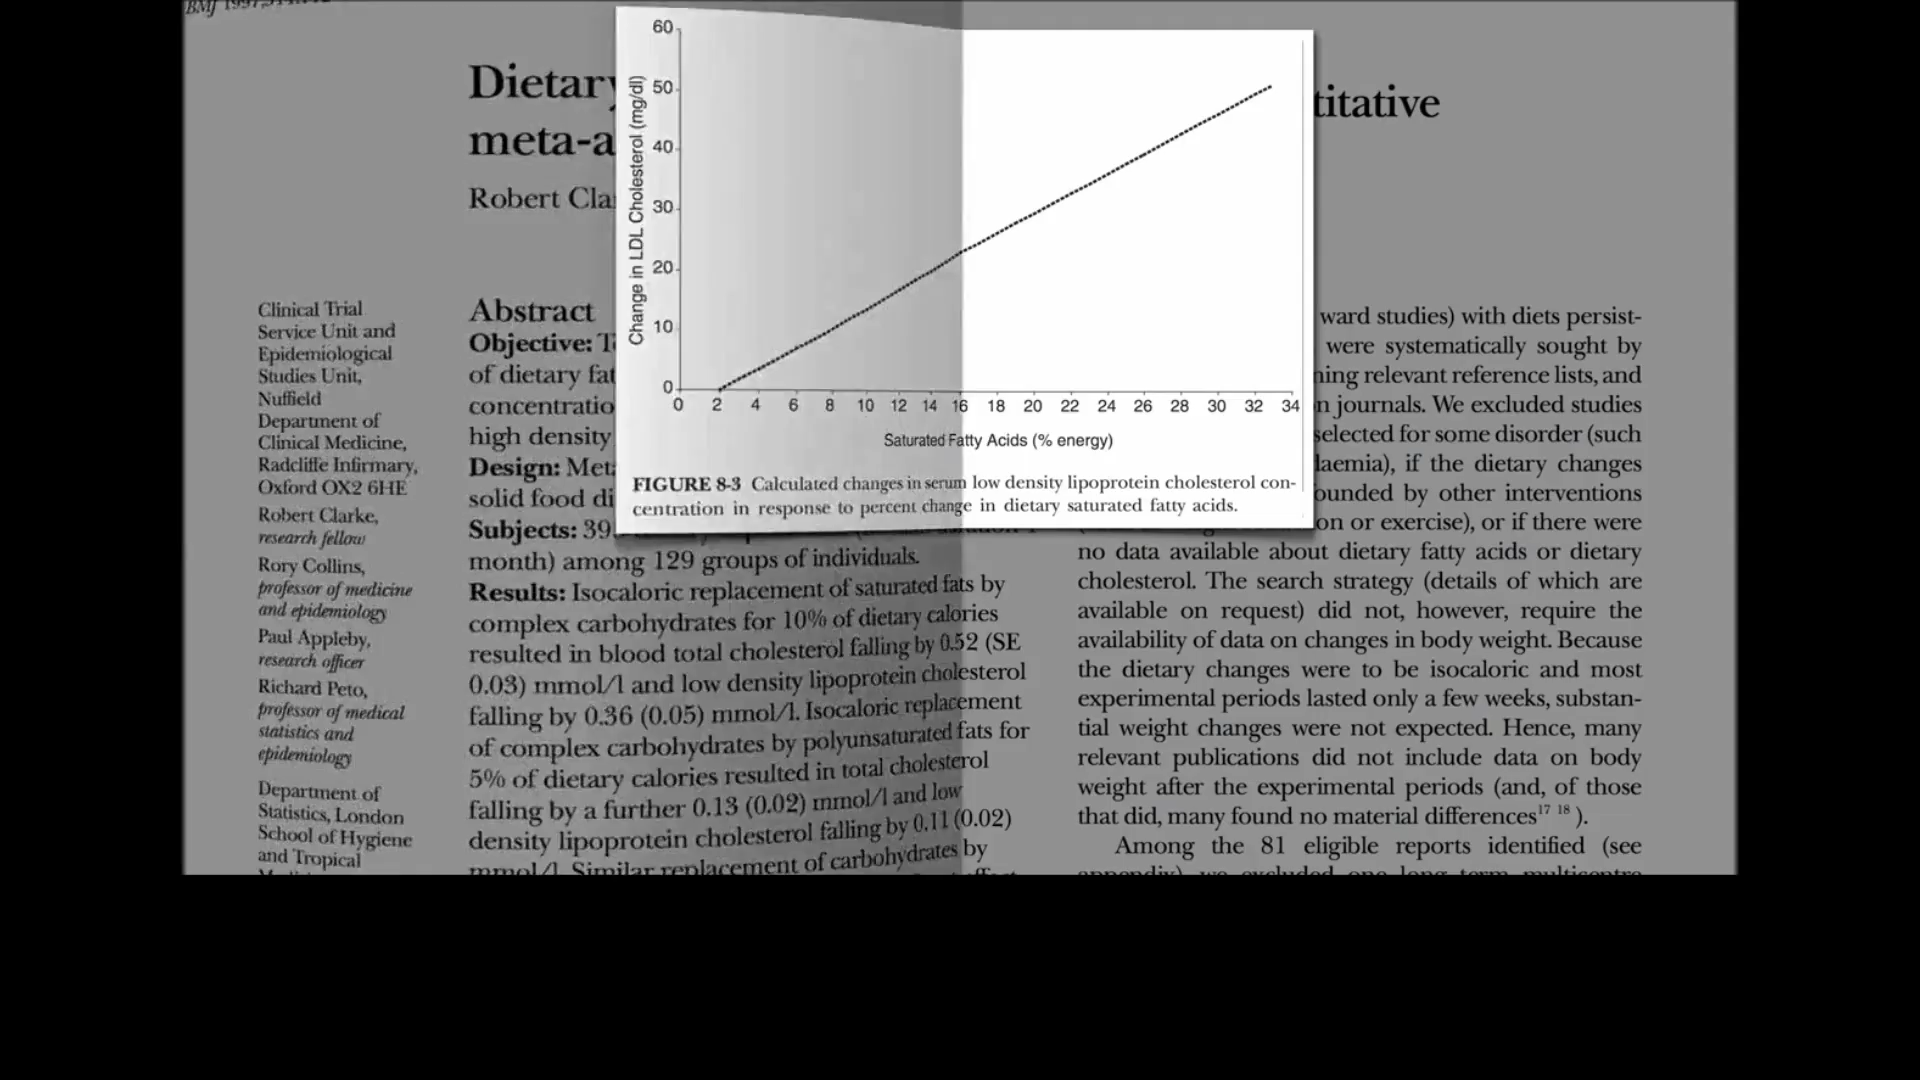 BMJ 1997;
Dietary
meta-a
titative
Robert Cla
60
50
40
30
20
10
0
Change in LDL Cholesterol (mg/dl)
0 2 4 6 8 10 12 14 16 18 20 22 24 26 28 30 32 34
Saturated Fatty Acids (% energy)
FIGURE 8-3 Calculated changes in serum low density lipoprotein cholesterol con-
centration in response to percent change in dietary saturated fatty acids.
Clinical Trial
Service Unit and
Epidemiological
Studies Unit,
Nuffield
Department of
Clinical Medicine,
Radcliffe Infirmary,
Oxford OX2 6HE
Robert Clarke,
research fellow
Rory Collins,
professor of medicine
and epidemiology
Paul Appleby,
research officer
Richard Peto,
professor of medical
statistics and
epidemiology
Department of
Statistics, London
School of Hygiene
and Tropical
Abstract
Objective:
of dietary fat
concentratio
high density
Design: Meta
solid food di
Subjects: 39
month) among 129 groups of individuals.
Results: Isocaloric replacement of saturated fats by
complex carbohydrates for 10% of dietary calories
resulted in blood total cholesterol falling by 0.52 (SE
0.03) mmol/l and low density lipoprotein cholesterol
falling by 0.36 (0.05) mmol/l. Isocaloric replacement
of complex carbohydrates by polyunsaturated fats for
5% of dietary calories resulted in total cholesterol
falling by a further 0.13 (0.02) mmol/l and low
density lipoprotein cholesterol falling by 0.11 (0.02)
mmol/l. Similar replacement of carbohydrates by
ward studies) with diets persist-
were systematically sought by
ning relevant reference lists, and
n journals. We excluded studies
selected for some disorder (such
laemia), if the dietary changes
ounded by other interventions
on or exercise), or if there were
no data available about dietary fatty acids or dietary
cholesterol. The search strategy (details of which are
available on request) did not, however, require the
availability of data on changes in body weight. Because
the dietary changes were to be isocaloric and most
experimental periods lasted only a few weeks, substan-
tial weight changes were not expected. Hence, many
relevant publications did not include data on body
weight after the experimental periods (and, of those
that did, many found no material differences17 18 ).
Among the 81 eligible reports identified (see